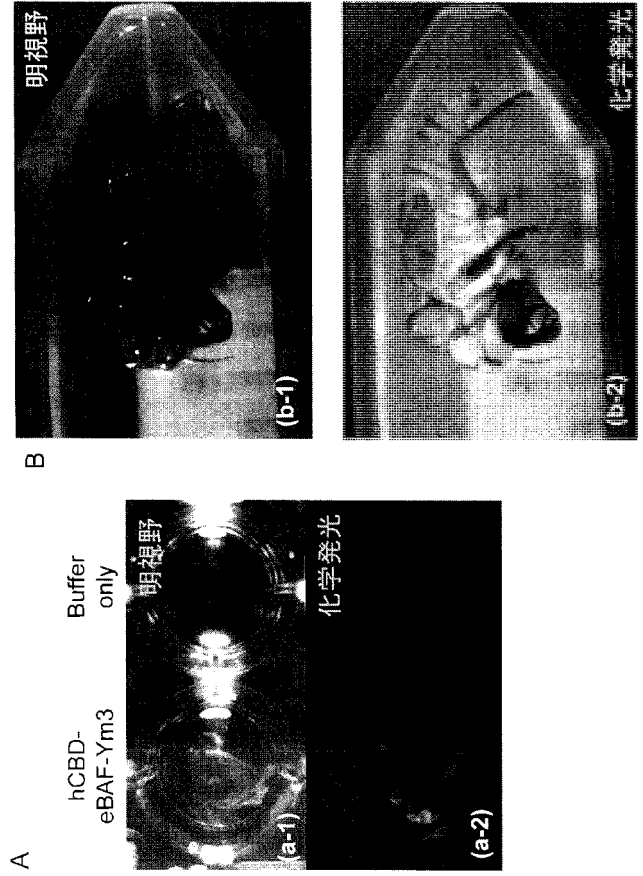 A
hCBD-
eBAF-Ym3
Buffer
only
明視野
(a-1)
化学発光
(a-2)
B
明視野
(b-1)
化学発光
(b-2)